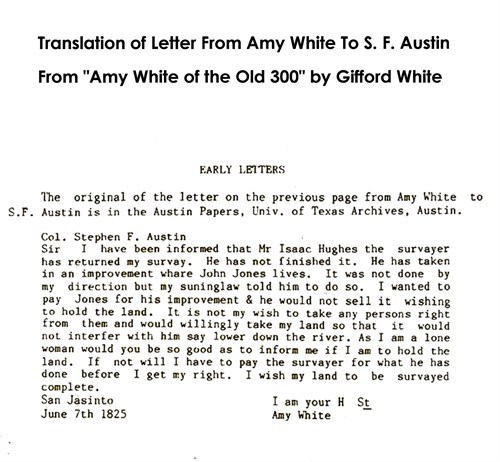 Translation of Letter From Amy White To S. F. Austin
From "Amy White of the Old 300" by Gifford White
EARLY LETTERS
The original of the letter on the previous page from Amy White to
S.F. Austin is in the Austin Papers, Univ. of Texas Archives, Austin.
Col. Stephen F. Austin
Sir I have been informed that Mr Isaac Hughes the survayer
has returned my survay. He has not finished it. He has taken
in an improvement whare John Jones lives. It was not done by
my direction but my suninglaw told him to do so. I wanted to
pay Jones for his improvement & he would not sell it wishing
to hold the land. It is not my wish to take any persons right
from them and would willingly take my land so that it would
not interfer with him say lower down the river. As I am a lone
woman would you be so good as to inform me if I am to hold the
land. If not will I have to pay the survayer for what he has
done before I get my right. I wish my land to be survayed
complete.
San Jasinto I am your H St
June 7th 1825 Amy White